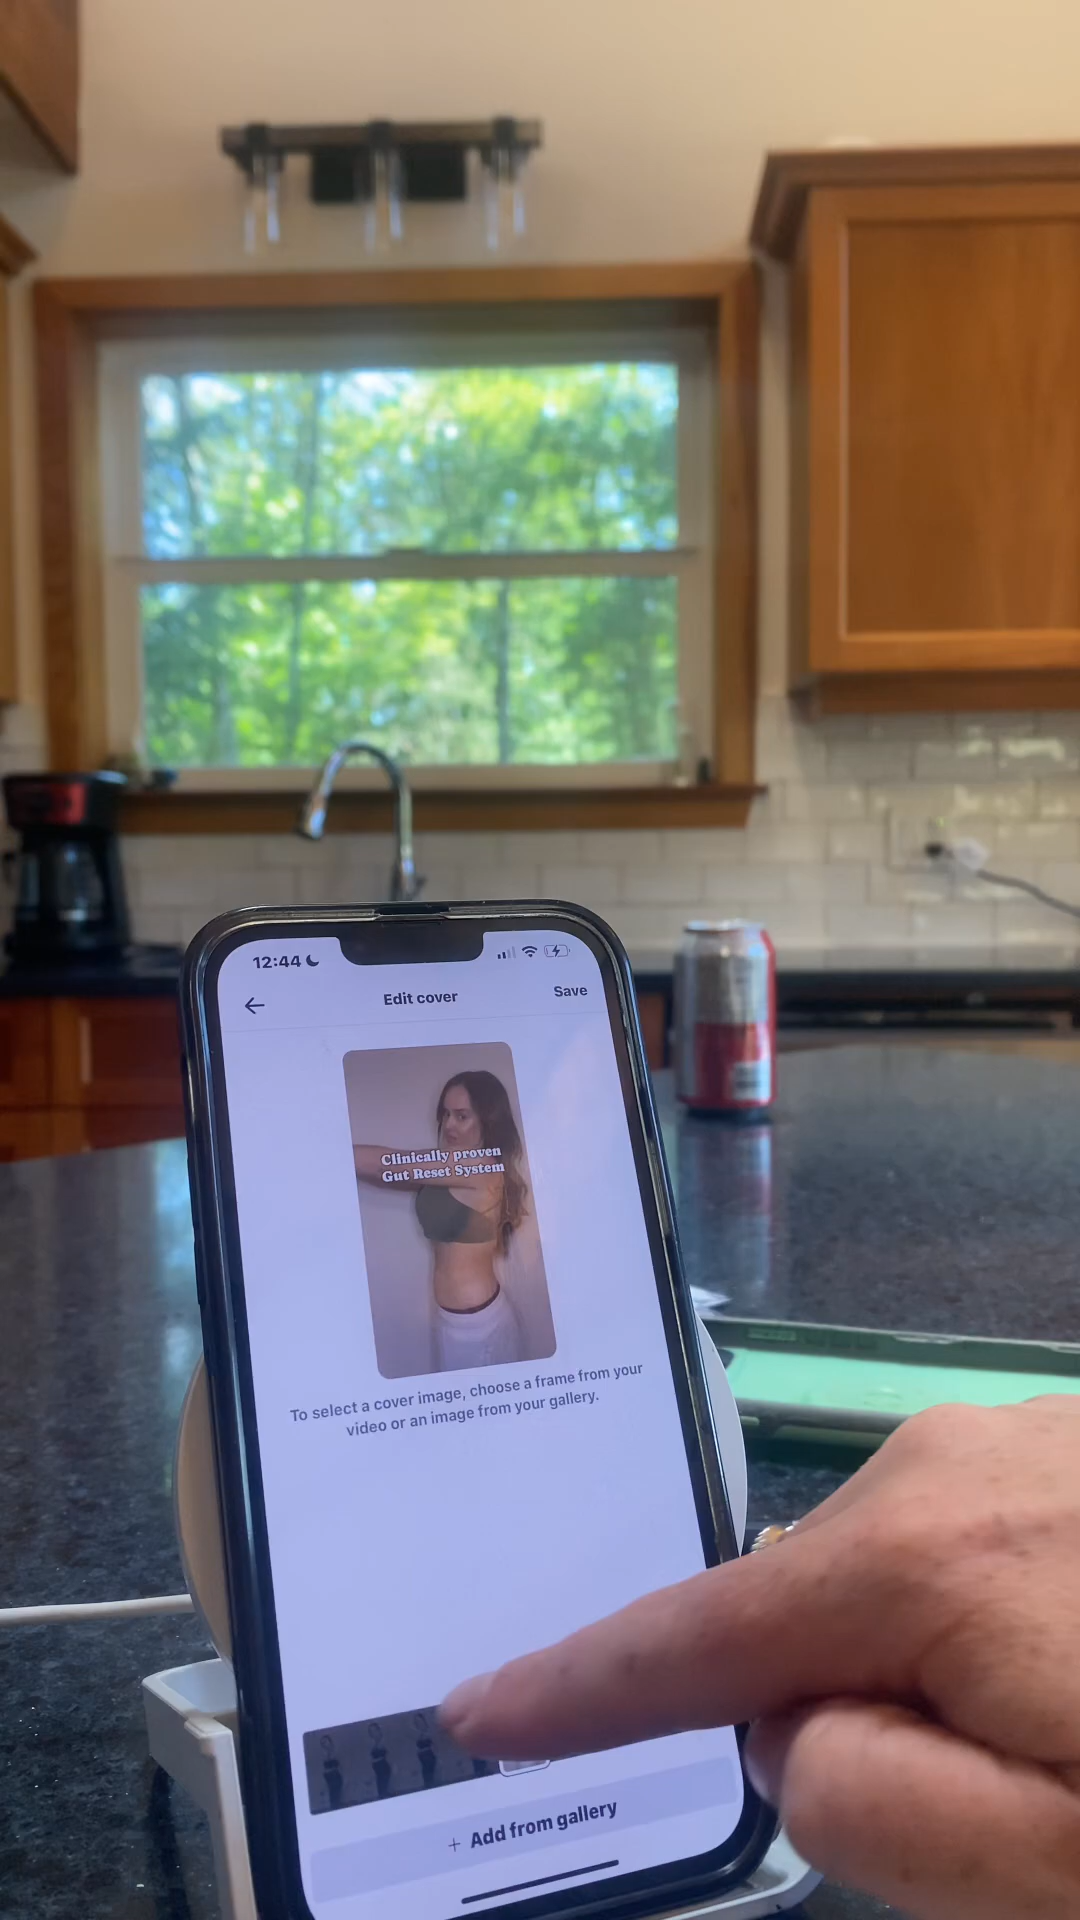 12:44
Edit cover
Save
Clinically proven
Gut Reset System
To select a cover image, choose a frame from your
video or an image from your gallery.
+ Add from gallery